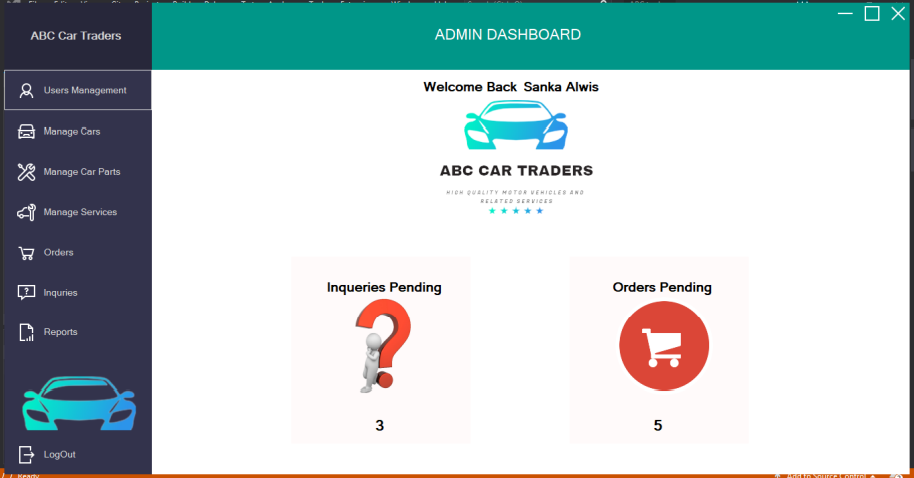 ABC Car Traders
ADMIN DASHBOARD
Users Management
Manage Cars
Manage Car Parts
Manage Services
Orders
Inquries
Reports
LogOut
Welcome Back Sanka Alwis
ABC CAR TRADERS
HIGH QUALITY MOTOR VEHICLES AND
RELATED SERVICES
Inqueries Pending
?
3
Orders Pending
5
Ready
Add to Source Control